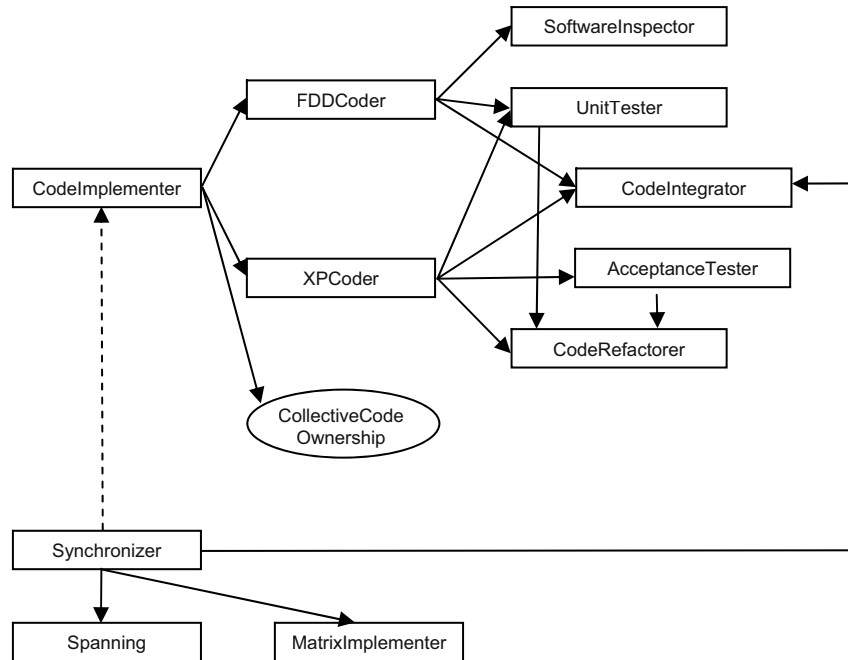 SoftwareInspector
FDDCoder
UnitTester
CodeImplementer
CodeIntegrator
XPCoder
AcceptanceTester
CodeRefactorer
CollectiveCode
Ownership
Synchronizer
Spanning
MatrixImplementer